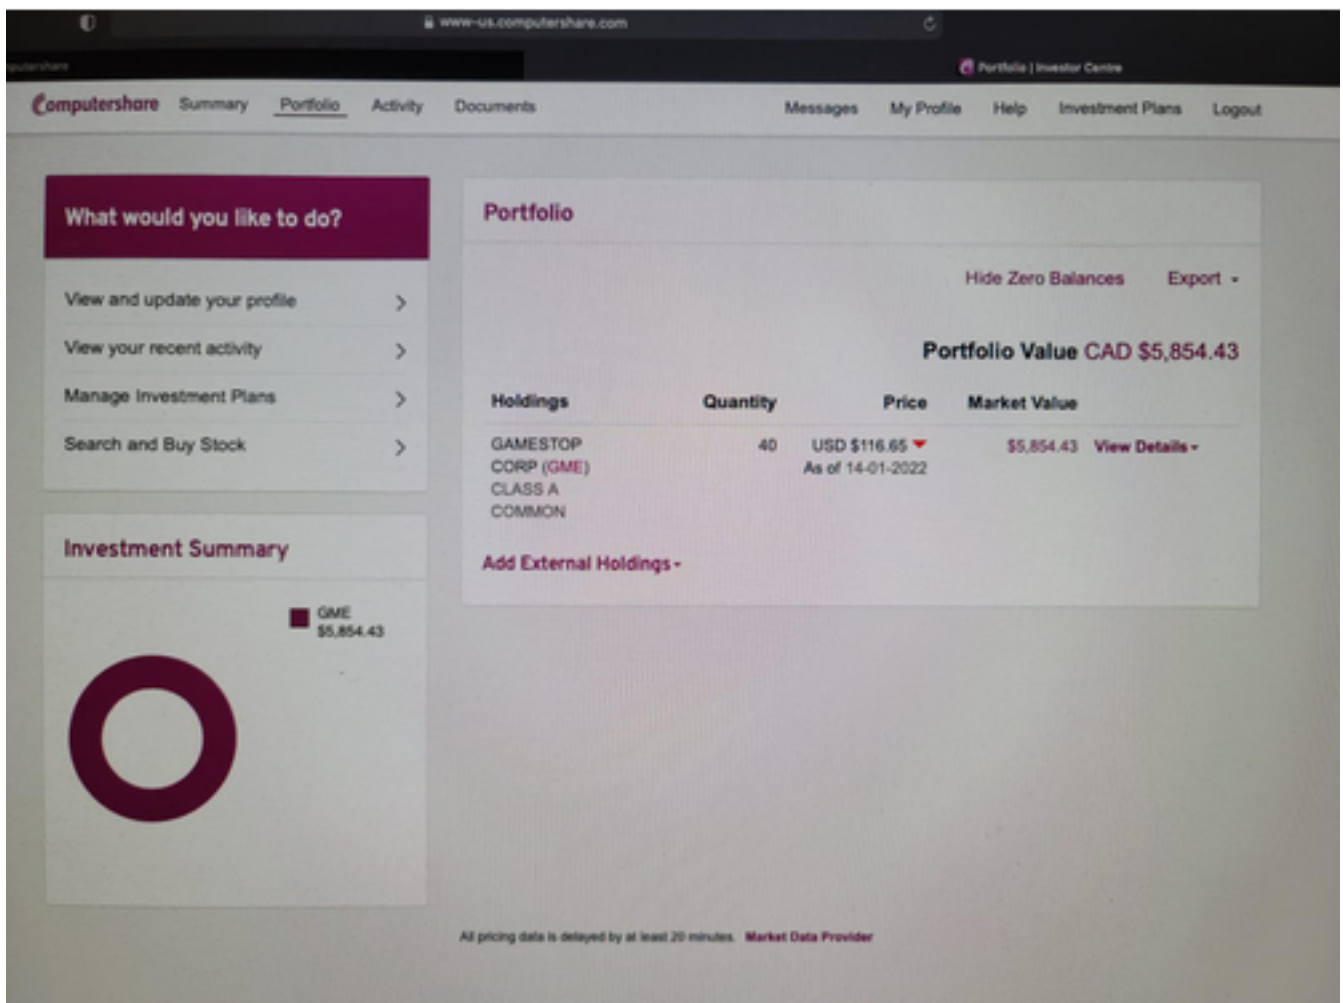 www-us.computershare.com
Portfolio | Investor Centre
Computershare Summary Portfolio Activity Documents Messages My Profile Help Investment Plans Logout
What would you like to do?
View and update your profile
View your recent activity
Manage Investment Plans
Search and Buy Stock
Investment Summary
GME
$5,854.43
Portfolio
Hide Zero Balances Export
Portfolio Value CAD $5,854.43
Holdings Quantity Price Market Value
GAMESTOP 40 USD $116.65 $5,854.43 View Details
CORP (GME) As of 14-01-2022
CLASS A
COMMON
Add External Holdings
All pricing data is delayed by at least 20 minutes. Market Data Provider